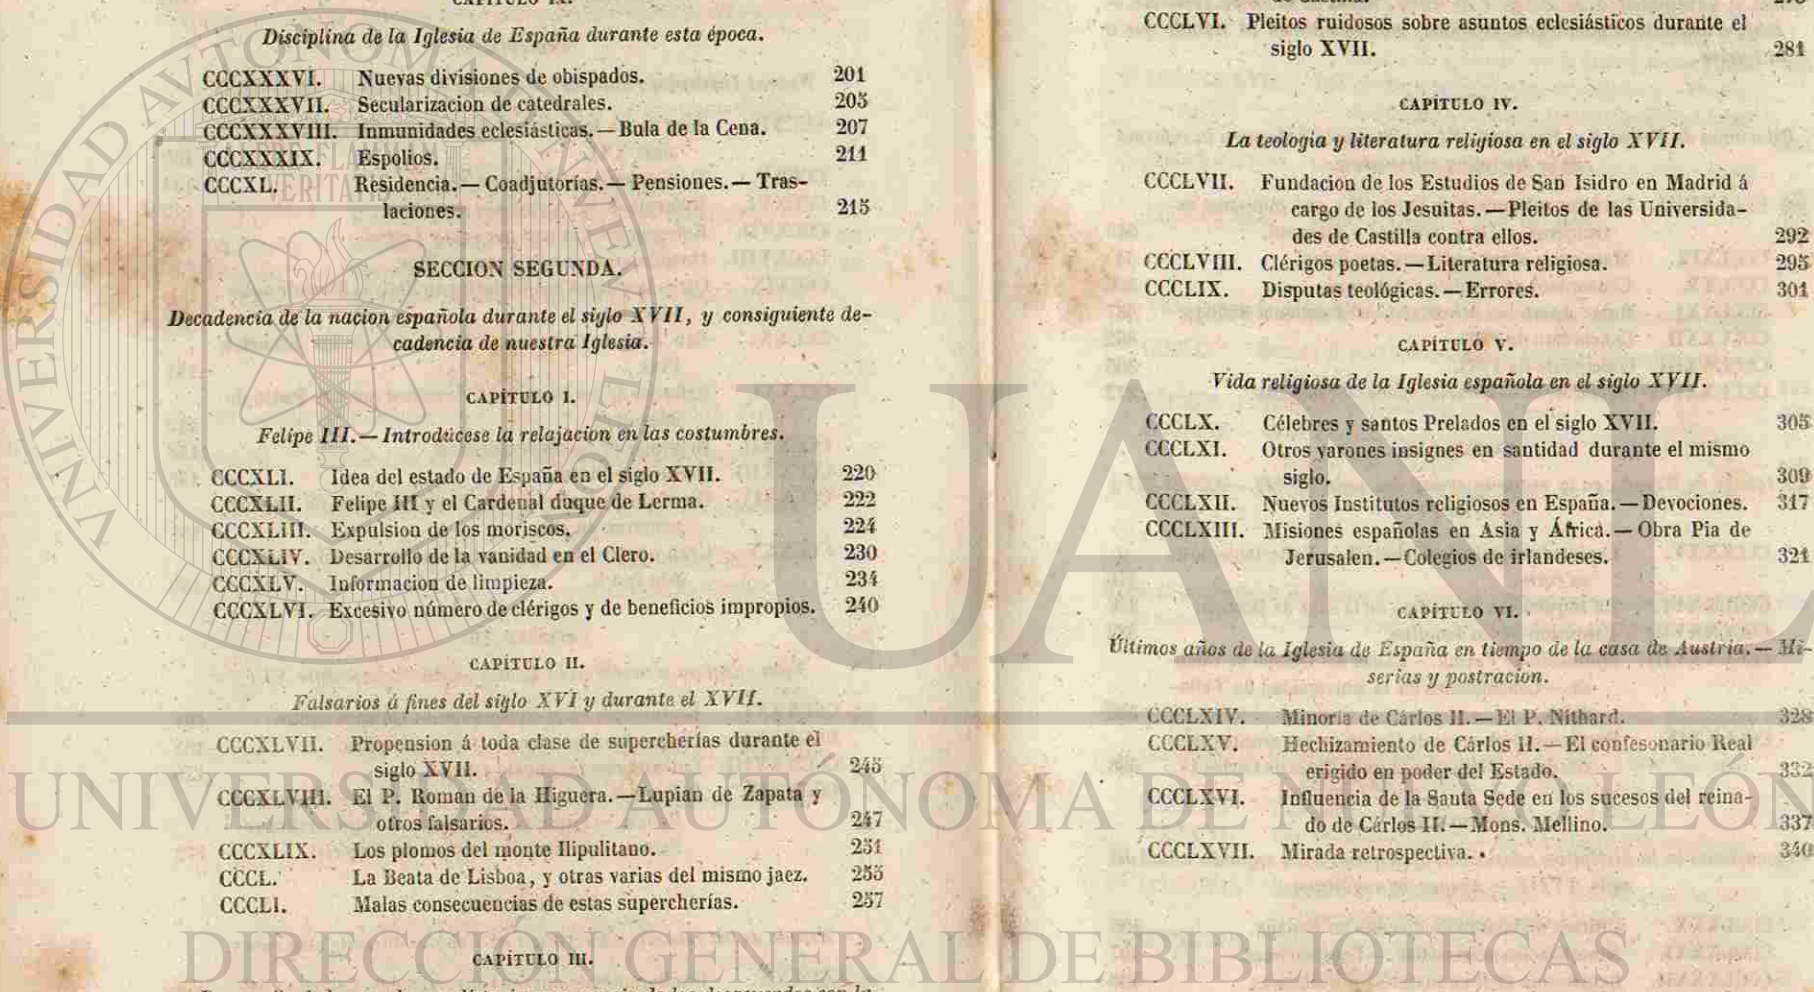 CAPÍTULO IX.
Disciplina de la Iglesia de España durante esta época.
CCCXXXVI. Nuevas divisiones de obispados. 201
CCCXXXVII. Secularizacion de catedrales. 205
CCCXXXVIII. Inmunidades eclesiásticas.—Bula de la Cena. 207
CCCXXXIX. Espolios. 211
CCCXL. Residencia.—Coadjutorías.—Pensiones.—Tras-
laciones. 215
SECCION SEGUNDA.
Decadencia de la nacion española durante el siglo XVII, y consiguiente de-
cadencia de nuestra Iglesia.
CAPÍTULO I.
Felipe III.—Introdúcese la relajacion en las costumbres.
CCCXLI. Idea del estado de España en el siglo XVII. 220
CCCXLII. Felipe III y el Cardenal duque de Lerma. 222
CCCXLIII. Expulsion de los moriscos. 224
CCCXLIV. Desarrollo de la vanidad en el Clero. 230
CCCXLV. Informacion de limpieza. 234
CCCXLVI. Excesivo número de clérigos y de beneficios impropios. 240
CAPÍTULO II.
Falsarios á fines del siglo XVI y durante el XVII.
CCCXLVII. Propension á toda clase de supercherías durante el
siglo XVII. 245
CCCXLVIII. El P. Roman de la Higuera.—Lupian de Zapata y
otros falsarios. 247
CCCXLIX. Los plomos del monte Ilipulitano. 251
CCCL. La Beata de Lisboa, y otras varias del mismo jaez. 255
CCCLI. Malas consecuencias de estas supercherías. 257
CAPÍTULO III.
CCCLVI. Pleitos ruidosos sobre asuntos eclesiásticos durante el
siglo XVII. 281
CAPÍTULO IV.
La teologia y literatura religiosa en el siglo XVII.
CCCLVII. Fundacion de los Estudios de San Isidro en Madrid á
cargo de los Jesuitas.—Pleitos de las Universida-
des de Castilla contra ellos. 292
CCCLVIII. Clérigos poetas.—Literatura religiosa. 295
CCCLIX. Disputas teológicas.—Errores. 301
CAPÍTULO V.
Vida religiosa de la Iglesia española en el siglo XVII.
CCCLX. Célebres y santos Prelados en el siglo XVII. 305
CCCLXI. Otros varones insignes en santidad durante el mismo
siglo. 309
CCCLXII. Nuevos Institutos religiosos en España.—Devociones. 317
CCCLXIII. Misiones españolas en Asia y África.—Obra Pia de
Jerusalen.—Colegios de irlandeses. 321
CAPÍTULO VI.
Últimos años de la Iglesia de España en tiempo de la casa de Austria.—Mi-
serias y postracion.
CCCLXIV. Minoria de Cárlos II.—El P. Nithard. 328
CCCLXV. Hechizamiento de Cárlos II.—El confesonario Real
erigido en poder del Estado. 332
CCCLXVI. Influencia de la Santa Sede en los sucesos del reina-
do de Cárlos II.—Mons. Mellino. 337
CCCLXVII. Mirada retrospectiva. 340
UANL
UNIVERSIDAD AUTÓNOMA DE NUEVO LEÓN
DIRECCIÓN GENERAL DE BIBLIOTECAS